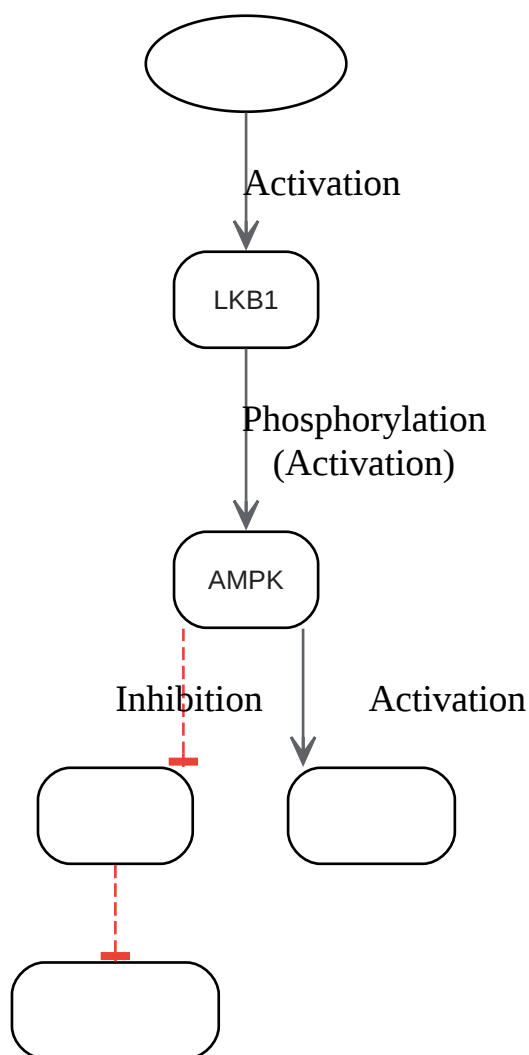 Activation
LKB1
Phosphorylation
(Activation)
AMPK
Inhibition
Activation